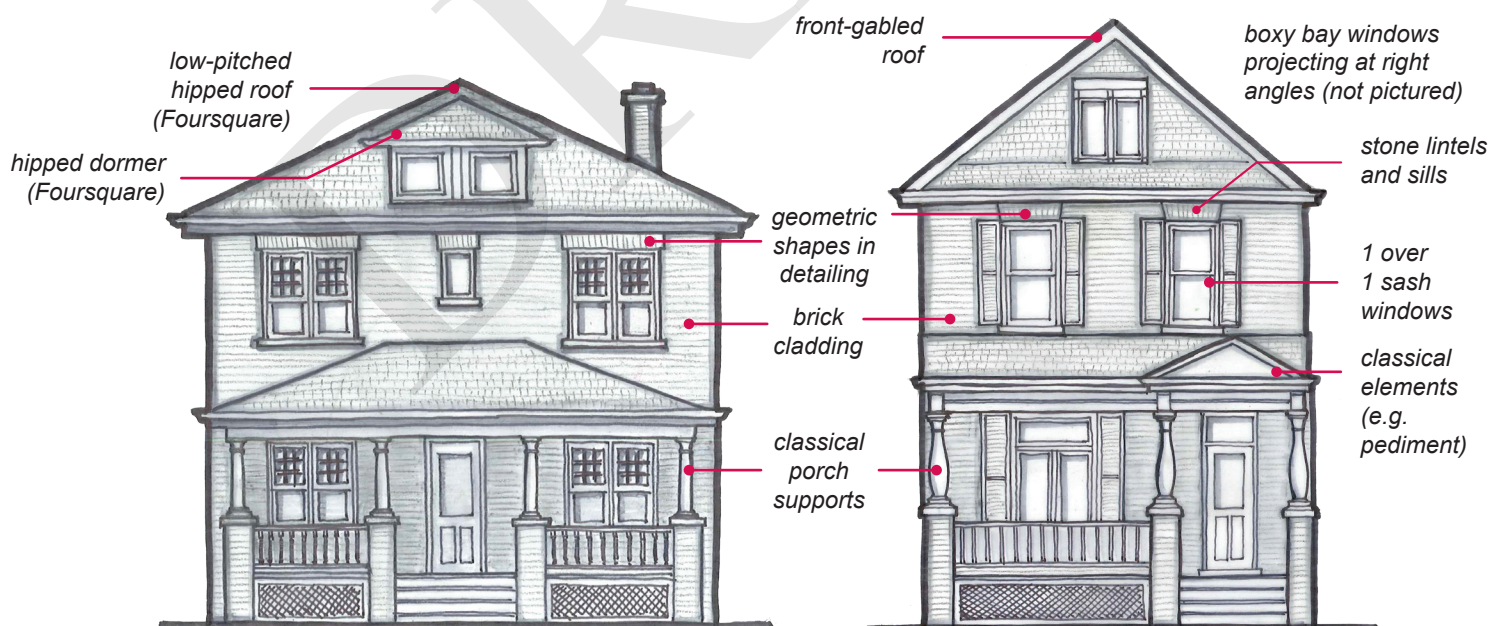 low-pitched
hipped roof
(Foursquare)
hipped dormer
(Foursquare)
geometric
shapes in
detailing
brick
cladding
classical
porch
supports
front-gabled
roof
boxy bay windows
projecting at right
angles (not pictured)
stone lintels
and sills
1 over
1 sash
windows
classical
elements
(e.g.
pediment)